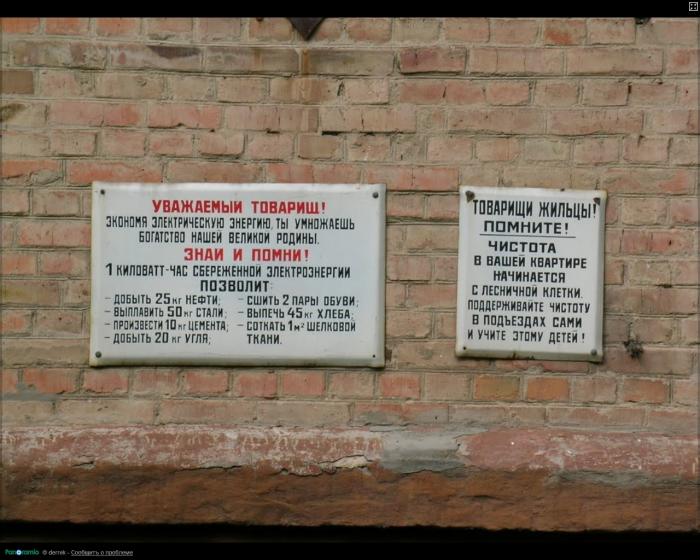 УВАЖАЕМЫЙ ТОВАРИЩ!
ЭКОНОМЯ ЭЛЕКТРИЧЕСКУЮ ЭНЕРГИЮ, ТЫ УМНОЖАЕШЬ
БОГАТСТВО НАШЕЙ ВЕЛИКОЙ РОДИНЫ.
ЗНАЙ И ПОМНИ!
1 КИЛОВАТТ-ЧАС СБЕРЕЖЕННОЙ ЭЛЕКТРОЭНЕРГИИ
ПОЗВОЛИТ:
- ДОБЫТЬ 25 КГ НЕФТИ;
- ВЫПЛАВИТЬ 50 КГ СТАЛИ;
- ПРОИЗВЕСТИ 10 КГ ЦЕМЕНТА;
- ДОБЫТЬ 20 КГ УГЛЯ;
- СШИТЬ 2 ПАРЫ ОБУВИ;
- ВЫПЕЧЬ 45 КГ ХЛЕБА;
- СОТКАТЬ 1 М² ШЕЛКОВОЙ
ТКАНИ.
ТОВАРИЩИ ЖИЛЬЦЫ!
ПОМНИТЕ!
ЧИСТОТА
В ВАШЕЙ КВАРТИРЕ
НАЧИНАЕТСЯ
С ЛЕСНИЧНОЙ КЛЕТКИ.
ПОДДЕРЖИВАЙТЕ ЧИСТОТУ
В ПОДЪЕЗДАХ САМИ
И УЧИТЕ ЭТОМУ ДЕТЕЙ!
Panoramio © derrek - Сообщить о проблеме